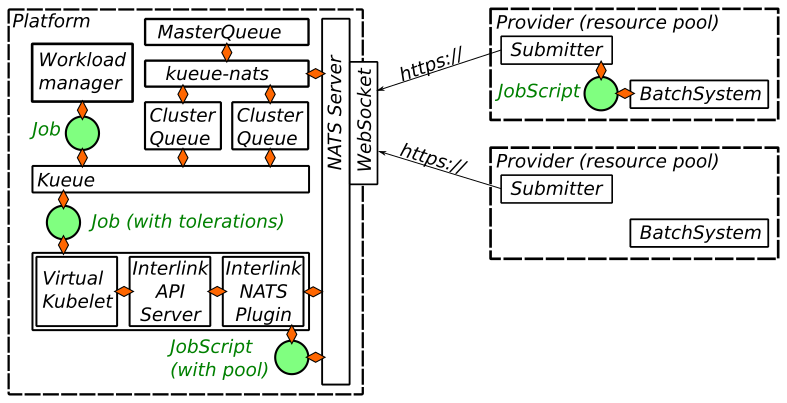 Platform
MasterQueue
Workload
manager
kueue-nats
Cluster
Queue
Cluster
Queue
Job
Kueue
Job (with tolerations)
Virtual
Kubelet
Interlink
API
Server
Interlink
NATS
Plugin
JobScript
(with pool)
NATS Server
WebSocket
https://
https://
Provider (resource pool)
Submitter
JobScript
BatchSystem
Provider (resource pool)
Submitter
BatchSystem